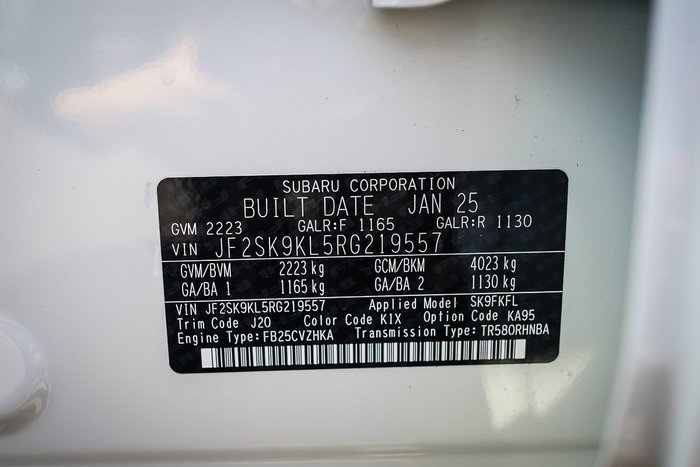 SUBARU CORPORATION
BUILT DATE JAN 25
GVM 2223 GALR:F 1165 GALR:R 1130
VIN JF2SK9KL5RG219557
GVM/BVM 2223 kg GCM/BKM 4023 kg
GA/BA 1 1165 kg GA/BA 2 1130 kg
VIN JF2SK9KL5RG219557 Applied Model SK9FKFL
Trim Code J20 Color Code K1X Option Code KA95
Engine Type:FB25CVZHKA Transmission Type:TR580RHNBA